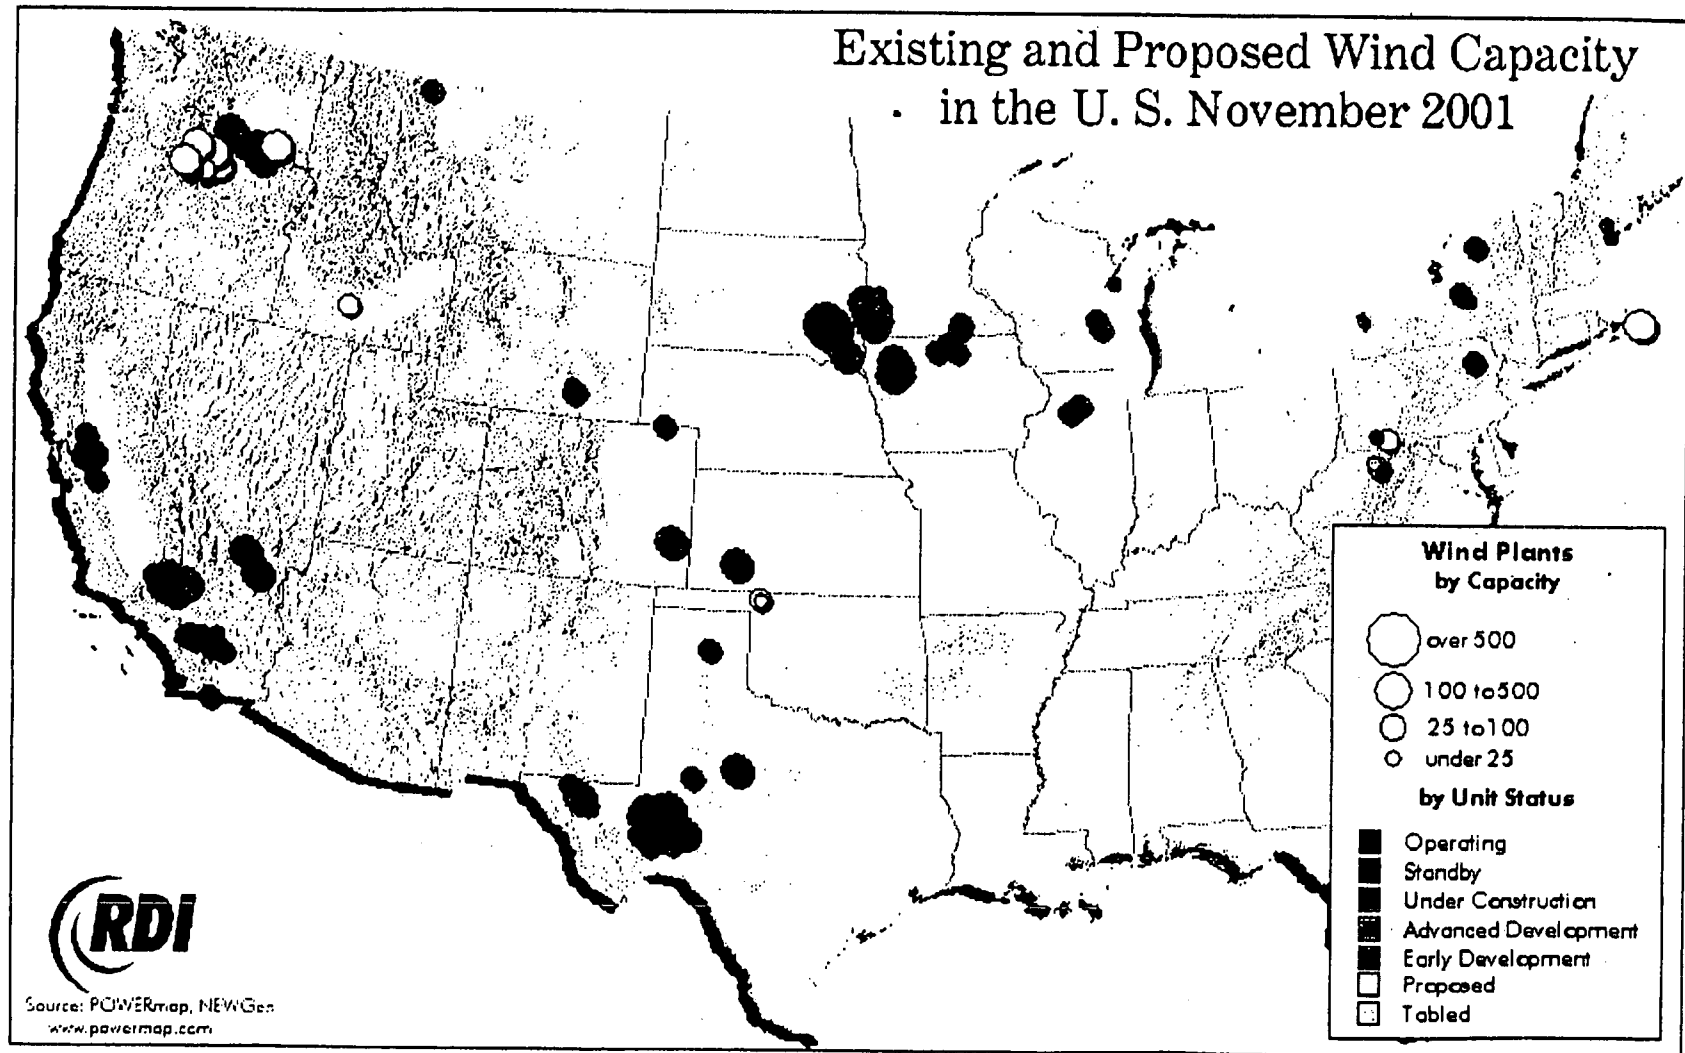 Existing and Proposed Wind Capacity
in the U. S. November 2001
Wind Plants
by Capacity
over 500
100 to500
25 to100
under 25
by Unit Status
Operating
Standby
Under Construction
Advanced Development
Early Development
Proposed
Tabled
RDI
Source: POWERmap, NEWGen
www.powermap.com